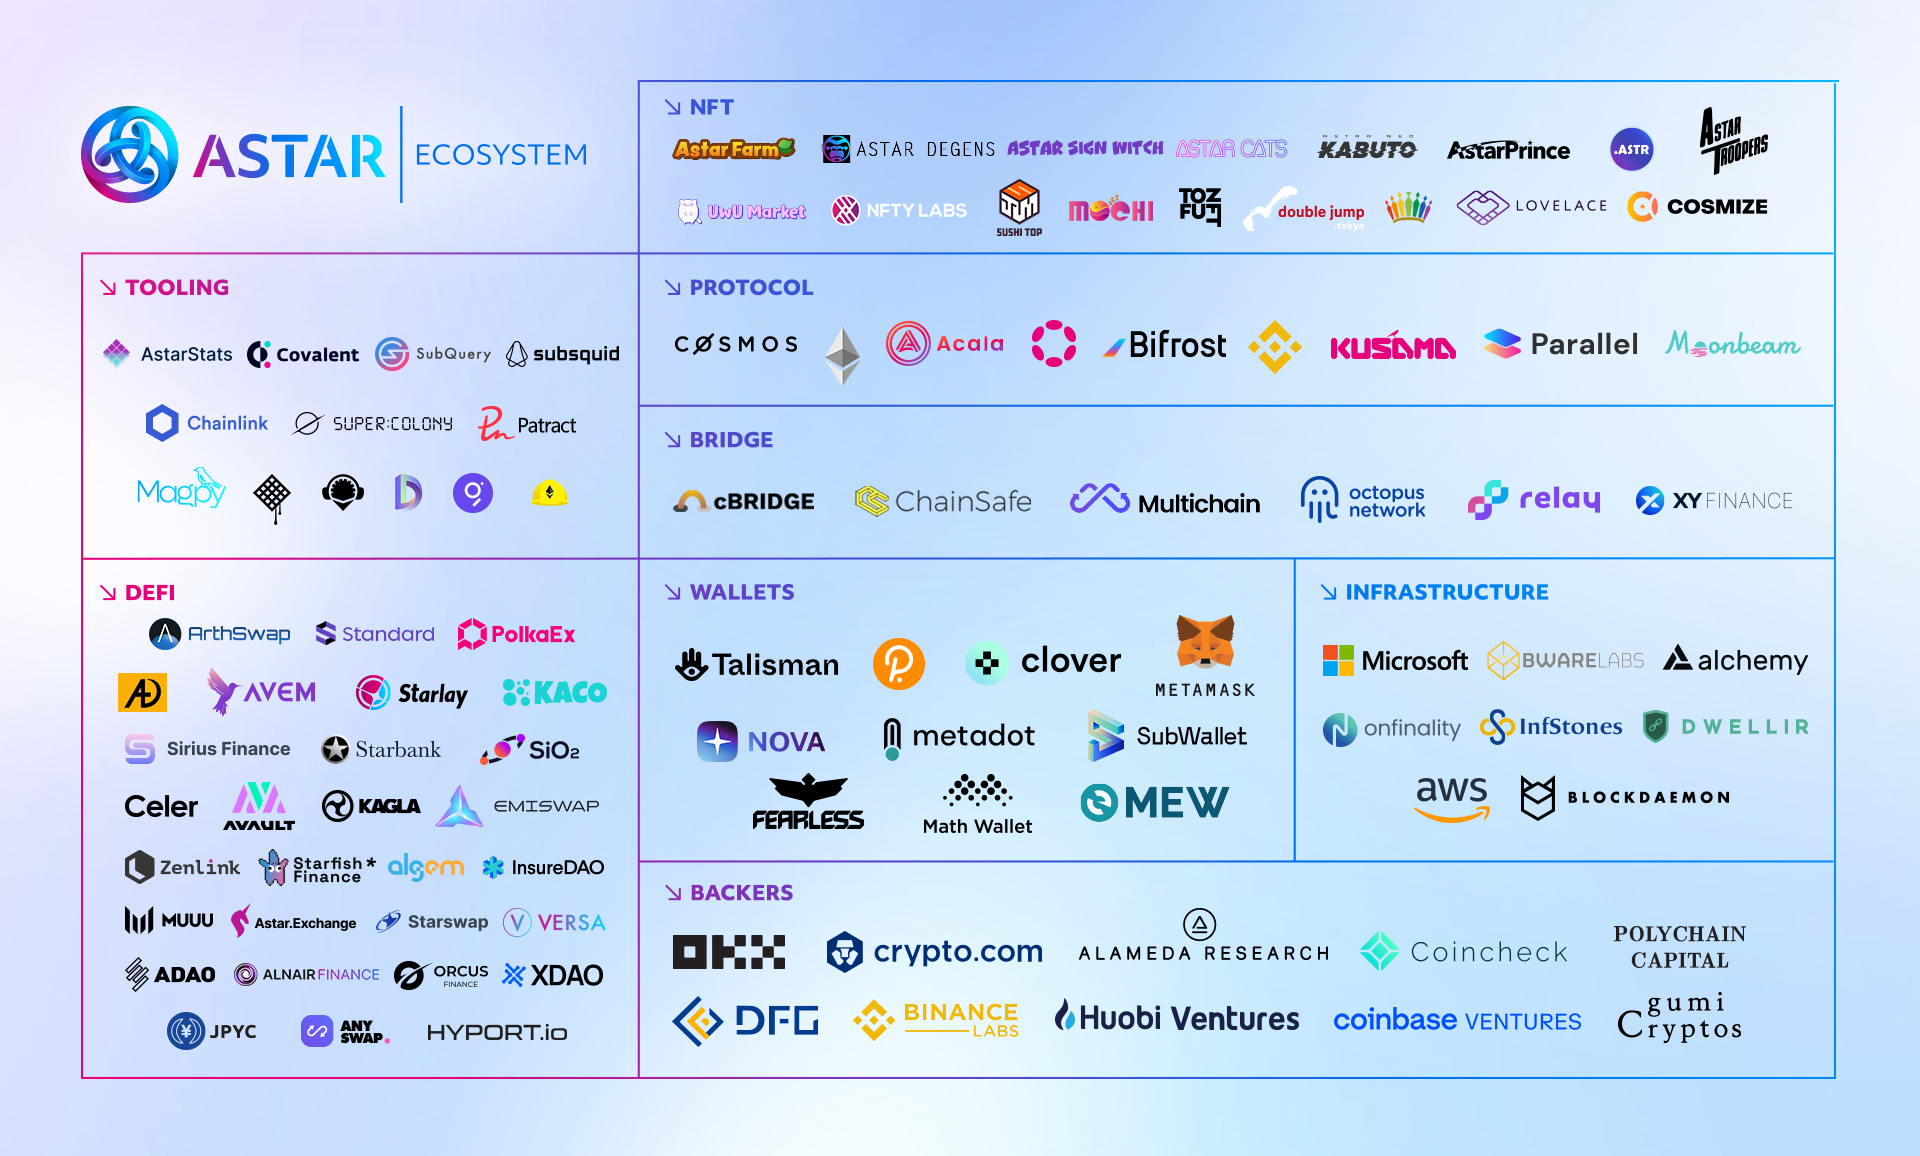 ASTAR ECOSYSTEM
NFT
AstarFarm ASTAR DEGENS ASTAR SIGN WITCH ASTAR CATS ASTAR NEO KABUTO AstarPrince .ASTR ASTAR TROOPERS
UwU Market NFTY LABS SUSHI TOP MOCHI TOZ FUT double jump .tokyo LOVELACE COSMIZE
TOOLING
AstarStats Covalent SubQuery subsquid
Chainlink SUPER:COLONY Patract
Magpy
PROTOCOL
COSMOS Acala Bifrost KUSAMA Parallel Moonbeam
BRIDGE
cBRIDGE ChainSafe Multichain octopus network relay XY FINANCE
DEFI
ArthSwap Standard PolkaEx
AD AVEM Starlay KACO
Sirius Finance Starbank SiO2
Celer AVAULT KAGLA EMISWAP
Zenlink Starfish* Finance algem InsureDAO
MUUU Astar.Exchange Starswap V VERSA
ADAO ALNAIR FINANCE ORCUS FINANCE XDAO
JPYC ANY SWAP. HYPORT.io
WALLETS
Talisman clover METAMASK
NOVA metadot SubWallet
FEARLESS Math Wallet MEW
INFRASTRUCTURE
Microsoft BWARELABS alchemy
onfinality InfStones DWELLIR
aws BLOCKDAEMON
BACKERS
OKX crypto.com ALAMEDA RESEARCH Coincheck POLYCHAIN CAPITAL
DFG BINANCE LABS Huobi Ventures coinbase VENTURES gumi Cryptos